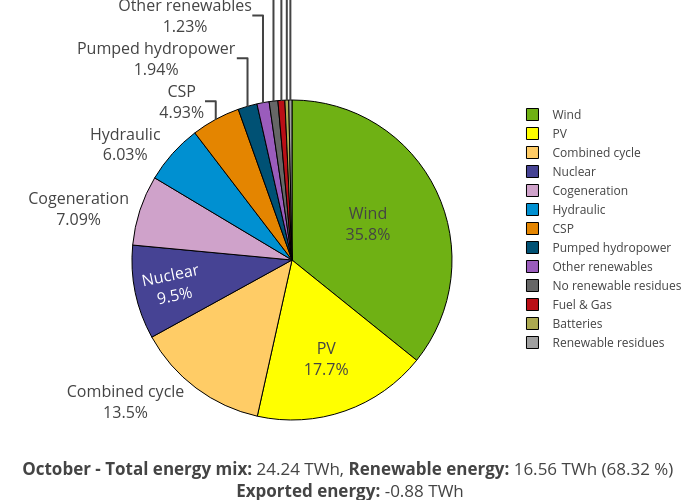 Other renewables
1.23%
Pumped hydropower
1.94%
CSP
4.93%
Hydraulic
6.03%
Cogeneration
7.09%
Nuclear
9.5%
Combined cycle
13.5%
PV
17.7%
Wind
35.8%
Wind
PV
Combined cycle
Nuclear
Cogeneration
Hydraulic
CSP
Pumped hydropower
Other renewables
No renewable residues
Fuel & Gas
Batteries
Renewable residues
October - Total energy mix: 24.24 TWh, Renewable energy: 16.56 TWh (68.32 %)
Exported energy: -0.88 TWh